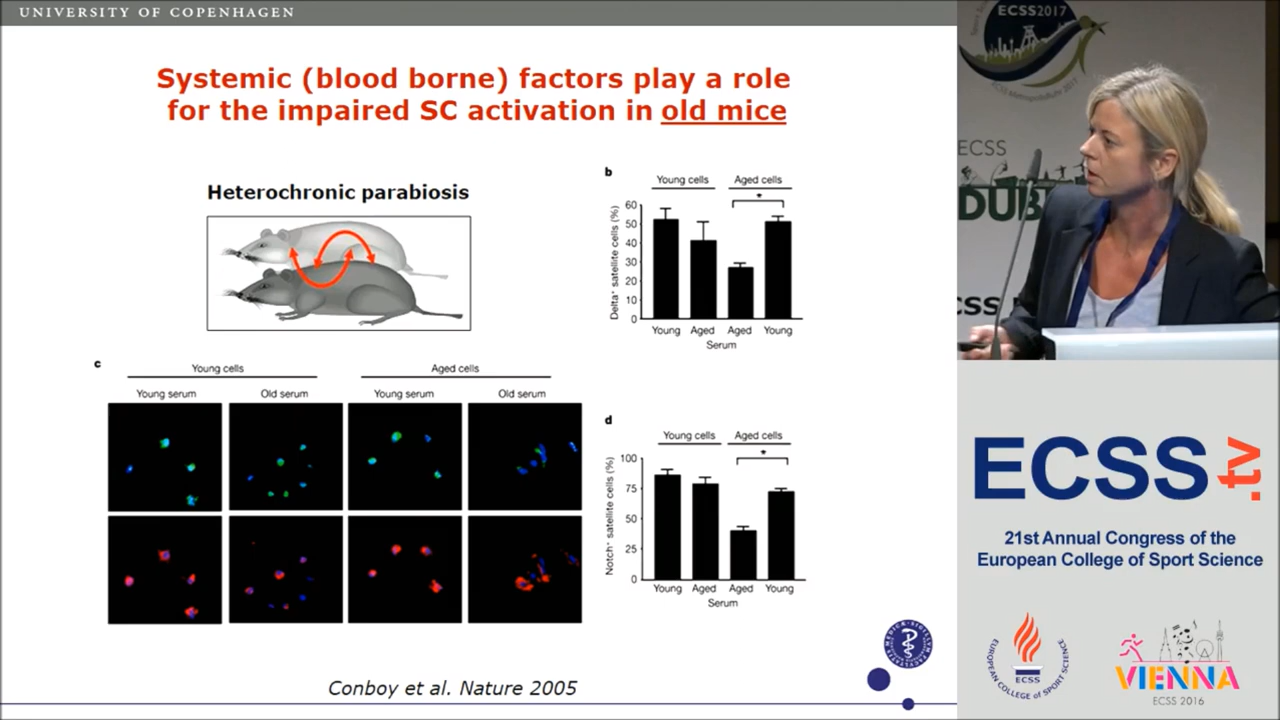 UNIVERSITY OF COPENHAGEN
Systemic (blood borne) factors play a role
for the impaired SC activation in old mice
Heterochronic parabiosis
b
Young cells
Aged cells
*
Delta⁺ satellite cells (%)
60
50
40
30
20
10
0
Young
Aged
Aged
Young
Serum
c
Young cells
Aged cells
Young serum
Old serum
Young serum
Old serum
d
Young cells
Aged cells
*
Notch⁺ satellite cells (%)
100
75
50
25
0
Young
Aged
Aged
Young
Serum
Conboy et al. Nature 2005
ECSS2017
ECSS
DUB
CSS
ECSS.tv
21st Annual Congress of the
European College of Sport Science
EUROPEAN COLLEGE OF SPORT SCIENCE
ECSS
VIENNA
ECSS 2016